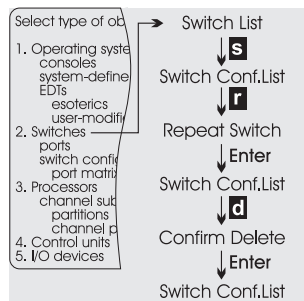 Select type of ob
1. Operating syste
consoles
system-define
EDTs
esoterics
user-modifi
2. Switches
ports
switch config
port matri
3. Processors
channel sub
partitions
channel p
4. Control units
5. I/O devices
Switch List
s
Switch Conf.List
r
Repeat Switch
Enter
Switch Conf.List
d
Confirm Delete
Enter
Switch Conf.List